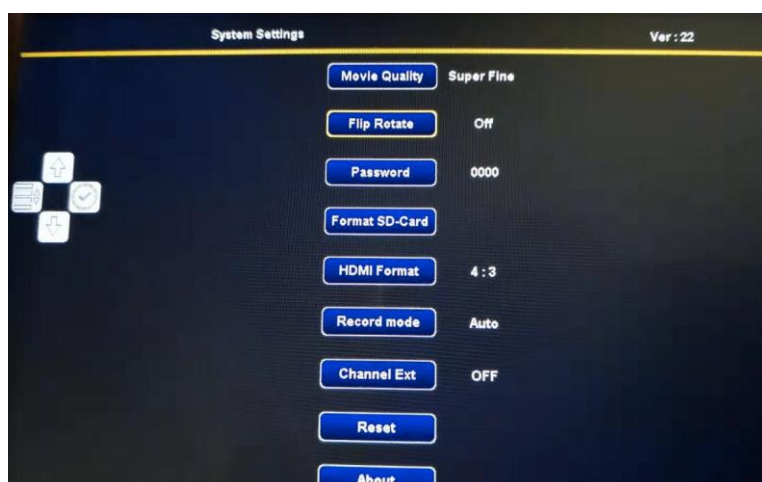 System Settings Ver : 22
Movie Quality Super Fine
Flip Rotate Off
Password 0000
Format SD-Card
HDMI Format 4 : 3
Record mode Auto
Channel Ext OFF
Reset
About